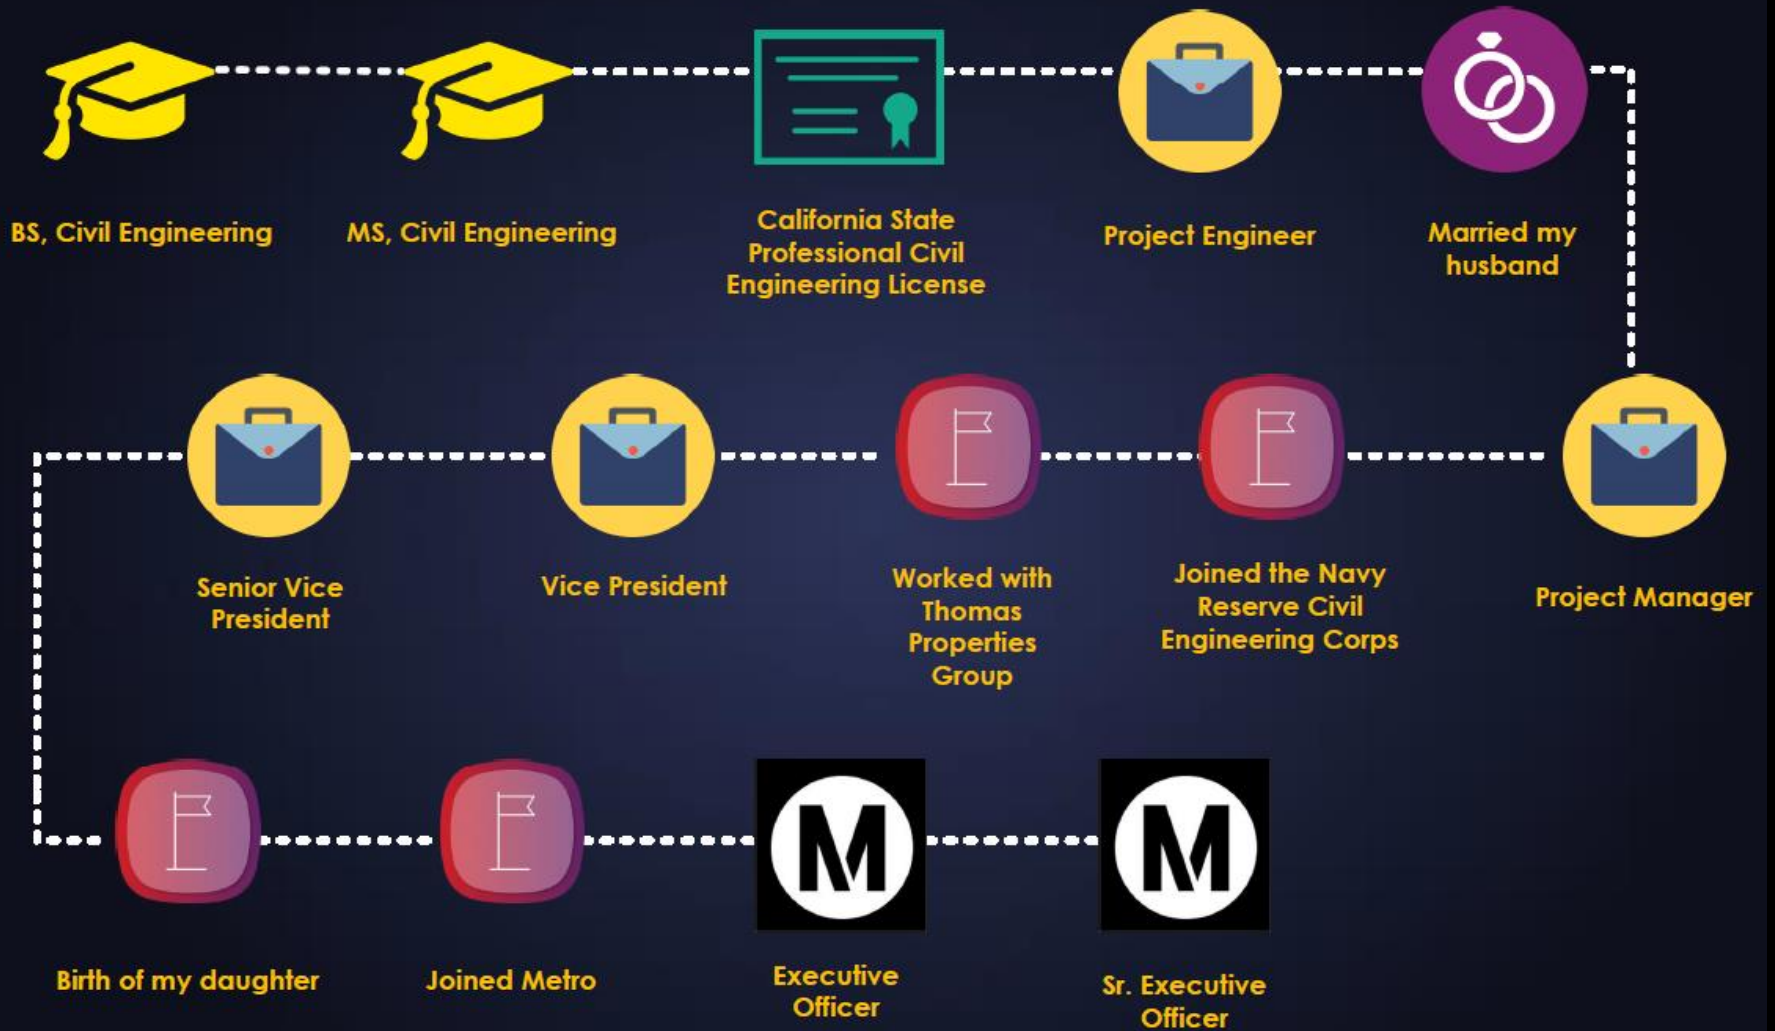 BS, Civil Engineering
MS, Civil Engineering
California State
Professional Civil
Engineering License
Project Engineer
Married my
husband
Senior Vice
President
Vice President
Worked with
Thomas
Properties
Group
Joined the Navy
Reserve Civil
Engineering Corps
Project Manager
M
M
Birth of my daughter
Joined Metro
Executive
Officer
Sr. Executive
Officer